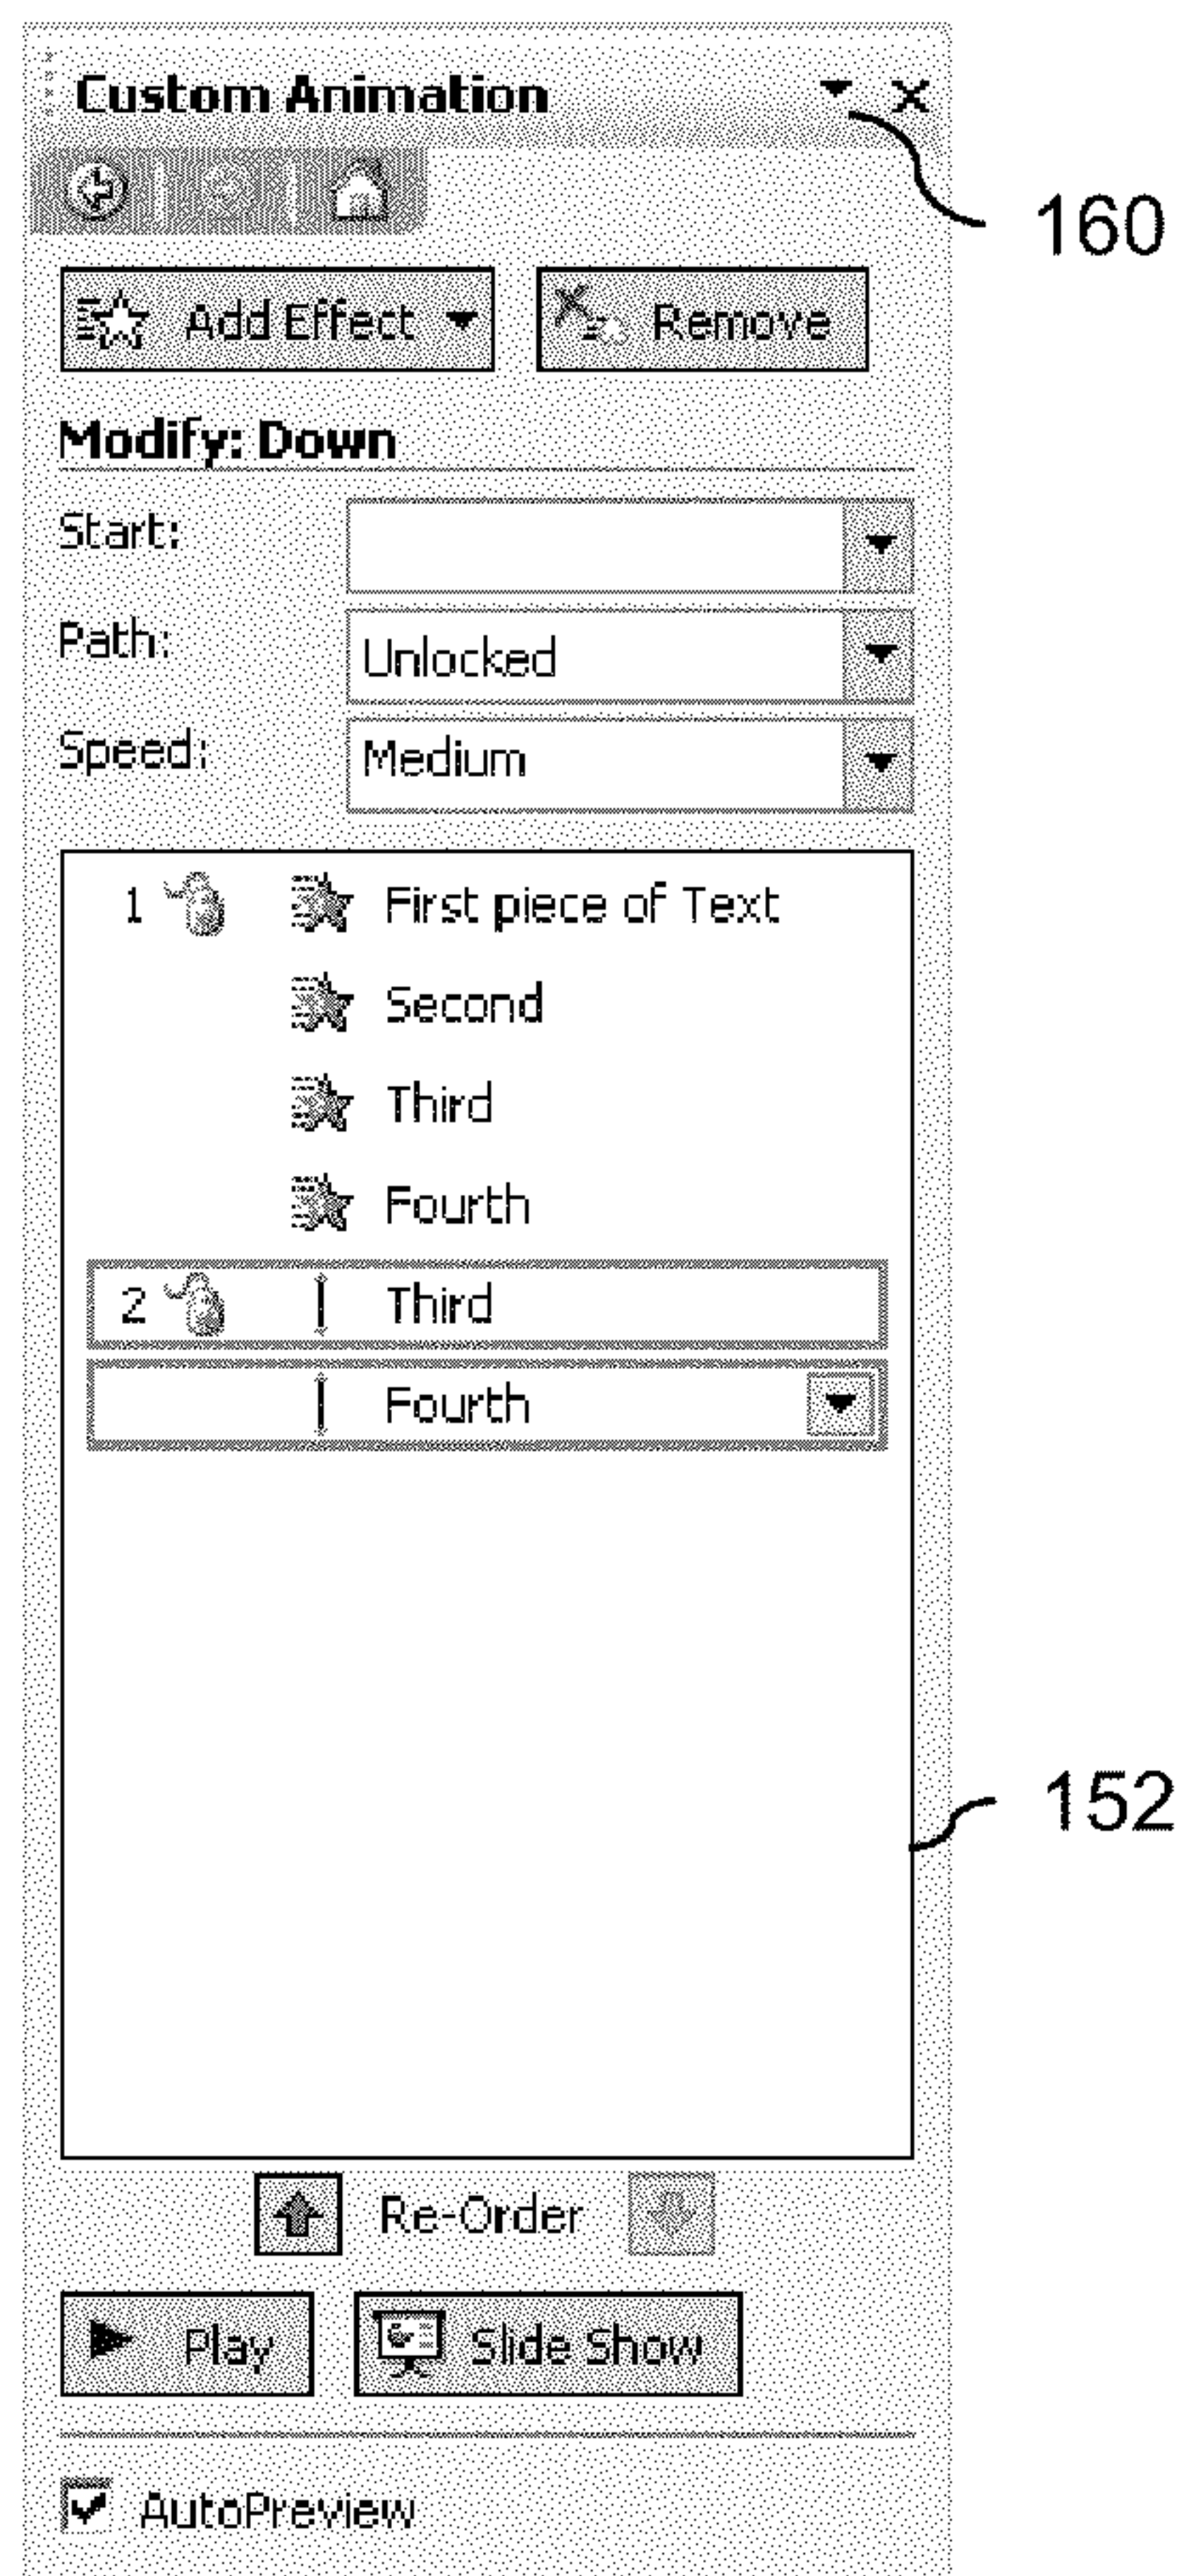 Custom Animation
160
Add Effect Remove
Modify: Down
Start:
Path: Unlocked
Speed: Medium
1 First piece of Text
Second
Third
Fourth
2 Third
Fourth
152
Re-Order
Play Slide Show
AutoPreview